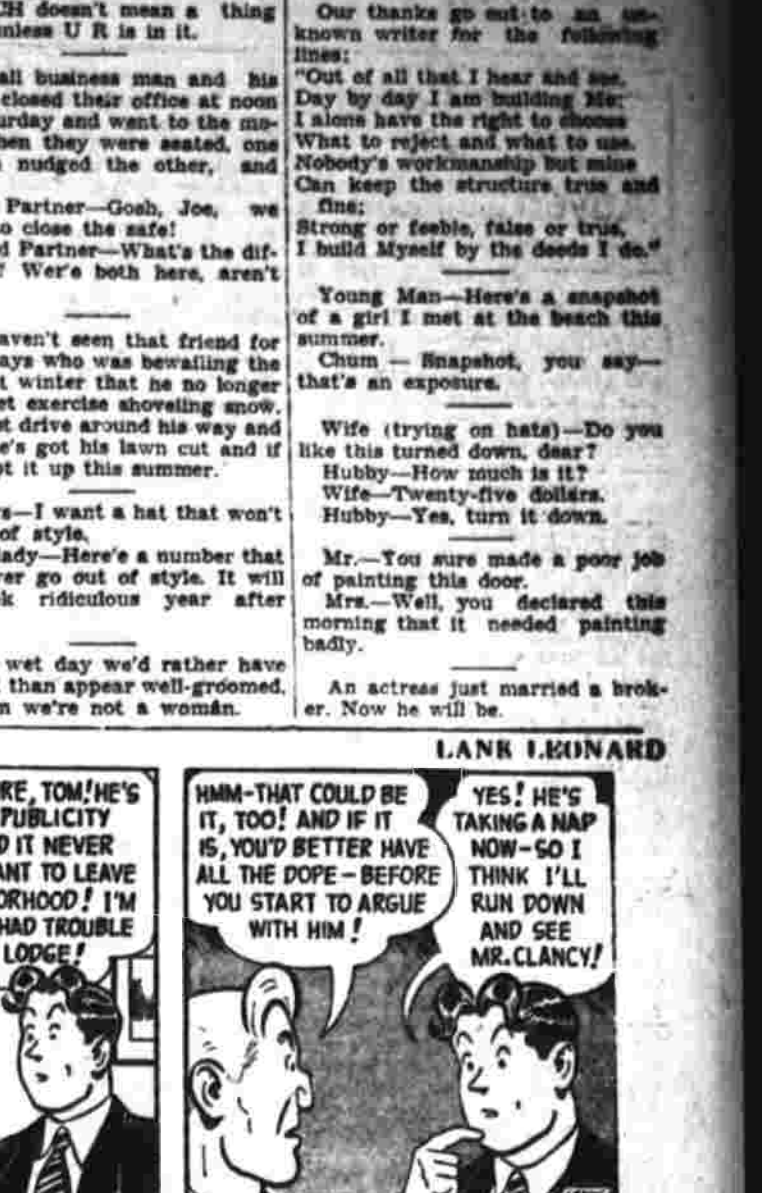 CH doesn't mean a thing
unless U R is in it.
all business man and his
closed their office at noon
urday and went to the mo-
hen they were seated, one
nudged the other, and
Partner—Gosh, Joe, we
o close the safe!
d Partner—What's the dif-
? Wer'e both here, aren't
aven't seen that friend for
ays who was bewailing the
t winter that he no longer
et exercise shoveling snow.
st drive around his way and
e's got his lawn cut and if
pt it up this summer.
s—I want a hat that won't
of style.
lady—Here'e a number that
ver go out of style. It will
k ridiculous year after
wet day we'd rather have
than appear well-groomed,
n we're not a woman.
Our thanks go out to an un-
known writer for the following
lines:
"Out of all that I hear and see,
Day by day I am building Me;
I alone have the right to choose
What to reject and what to use.
Nobody's workmanship but mine
Can keep the structure true and
fine;
Strong or feeble, false or true,
I build Myself by the deeds I do."
Young Man—Here's a snapshot
of a girl I met at the beach this
summer.
Chum — Snapshot, you say—
that's an exposure.
Wife (trying on hats)—Do you
like this turned down, dear?
Hubby—How much is it?
Wife—Twenty-five dollars.
Hubby—Yes, turn it down.
Mr.—You sure made a poor job
of painting this door.
Mrs.—Well, you declared this
morning that it needed painting
badly.
An actress just married a brok-
er. Now he will be.
LANK LEONARD
RE, TOM! HE'S
PUBLICITY
D IT NEVER
ANT TO LEAVE
ORHOOD! I'M
HAD TROUBLE
LODGE!
HMM-THAT COULD BE
IT, TOO! AND IF IT
IS, YOU'D BETTER HAVE
ALL THE DOPE - BEFORE
YOU START TO ARGUE
WITH HIM!
YES! HE'S
TAKING A NAP
NOW-SO I
THINK I'LL
RUN DOWN
AND SEE
MR. CLANCY!